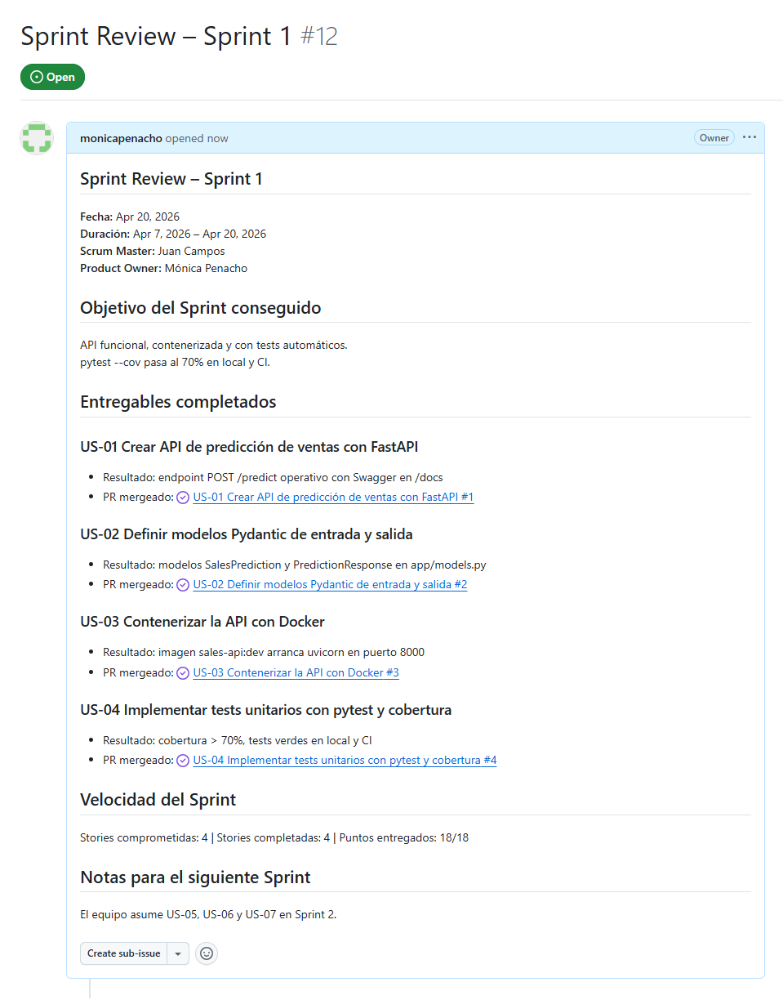 Sprint Review – Sprint 1 #12
Open
monicapenacho opened now
Owner
Sprint Review – Sprint 1
Fecha: Apr 20, 2026
Duración: Apr 7, 2026 – Apr 20, 2026
Scrum Master: Juan Campos
Product Owner: Mónica Penacho
Objetivo del Sprint conseguido
API funcional, contenerizada y con tests automáticos.
pytest --cov pasa al 70% en local y CI.
Entregables completados
US-01 Crear API de predicción de ventas con FastAPI
• Resultado: endpoint POST /predict operativo con Swagger en /docs
• PR mergeado: US-01 Crear API de predicción de ventas con FastAPI #1
US-02 Definir modelos Pydantic de entrada y salida
• Resultado: modelos SalesPrediction y PredictionResponse en app/models.py
• PR mergeado: US-02 Definir modelos Pydantic de entrada y salida #2
US-03 Contenerizar la API con Docker
• Resultado: imagen sales-api:dev arranca uvicorn en puerto 8000
• PR mergeado: US-03 Contenerizar la API con Docker #3
US-04 Implementar tests unitarios con pytest y cobertura
• Resultado: cobertura > 70%, tests verdes en local y CI
• PR mergeado: US-04 Implementar tests unitarios con pytest y cobertura #4
Velocidad del Sprint
Stories comprometidas: 4 | Stories completadas: 4 | Puntos entregados: 18/18
Notas para el siguiente Sprint
El equipo asume US-05, US-06 y US-07 en Sprint 2.
Create sub-issue